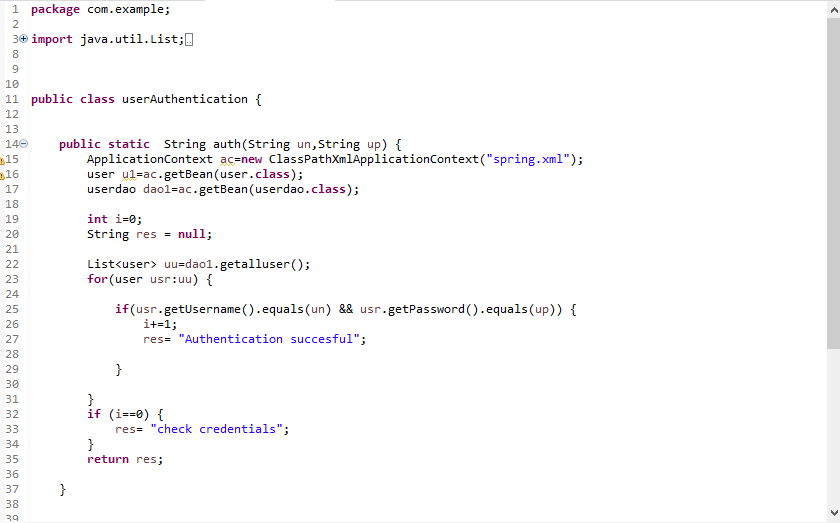 1 package com.example;
2
3 import java.util.List;
8
9
10
11 public class userAuthentication {
12
13
14 public static  String auth(String un,String up) {
15 ApplicationContext ac=new ClassPathXmlApplicationContext("spring.xml");
16 user u1=ac.getBean(user.class);
17 userdao dao1=ac.getBean(userdao.class);
18
19 int i=0;
20 String res = null;
21
22 List<user> uu=dao1.getalluser();
23 for(user usr:uu) {
24
25 if(usr.getUsername().equals(un) && usr.getPassword().equals(up)) {
26 i+=1;
27 res= "Authentication succesful";
28
29 }
30
31 }
32 if (i==0) {
33 res= "check credentials";
34 }
35 return res;
36
37 }
38
39